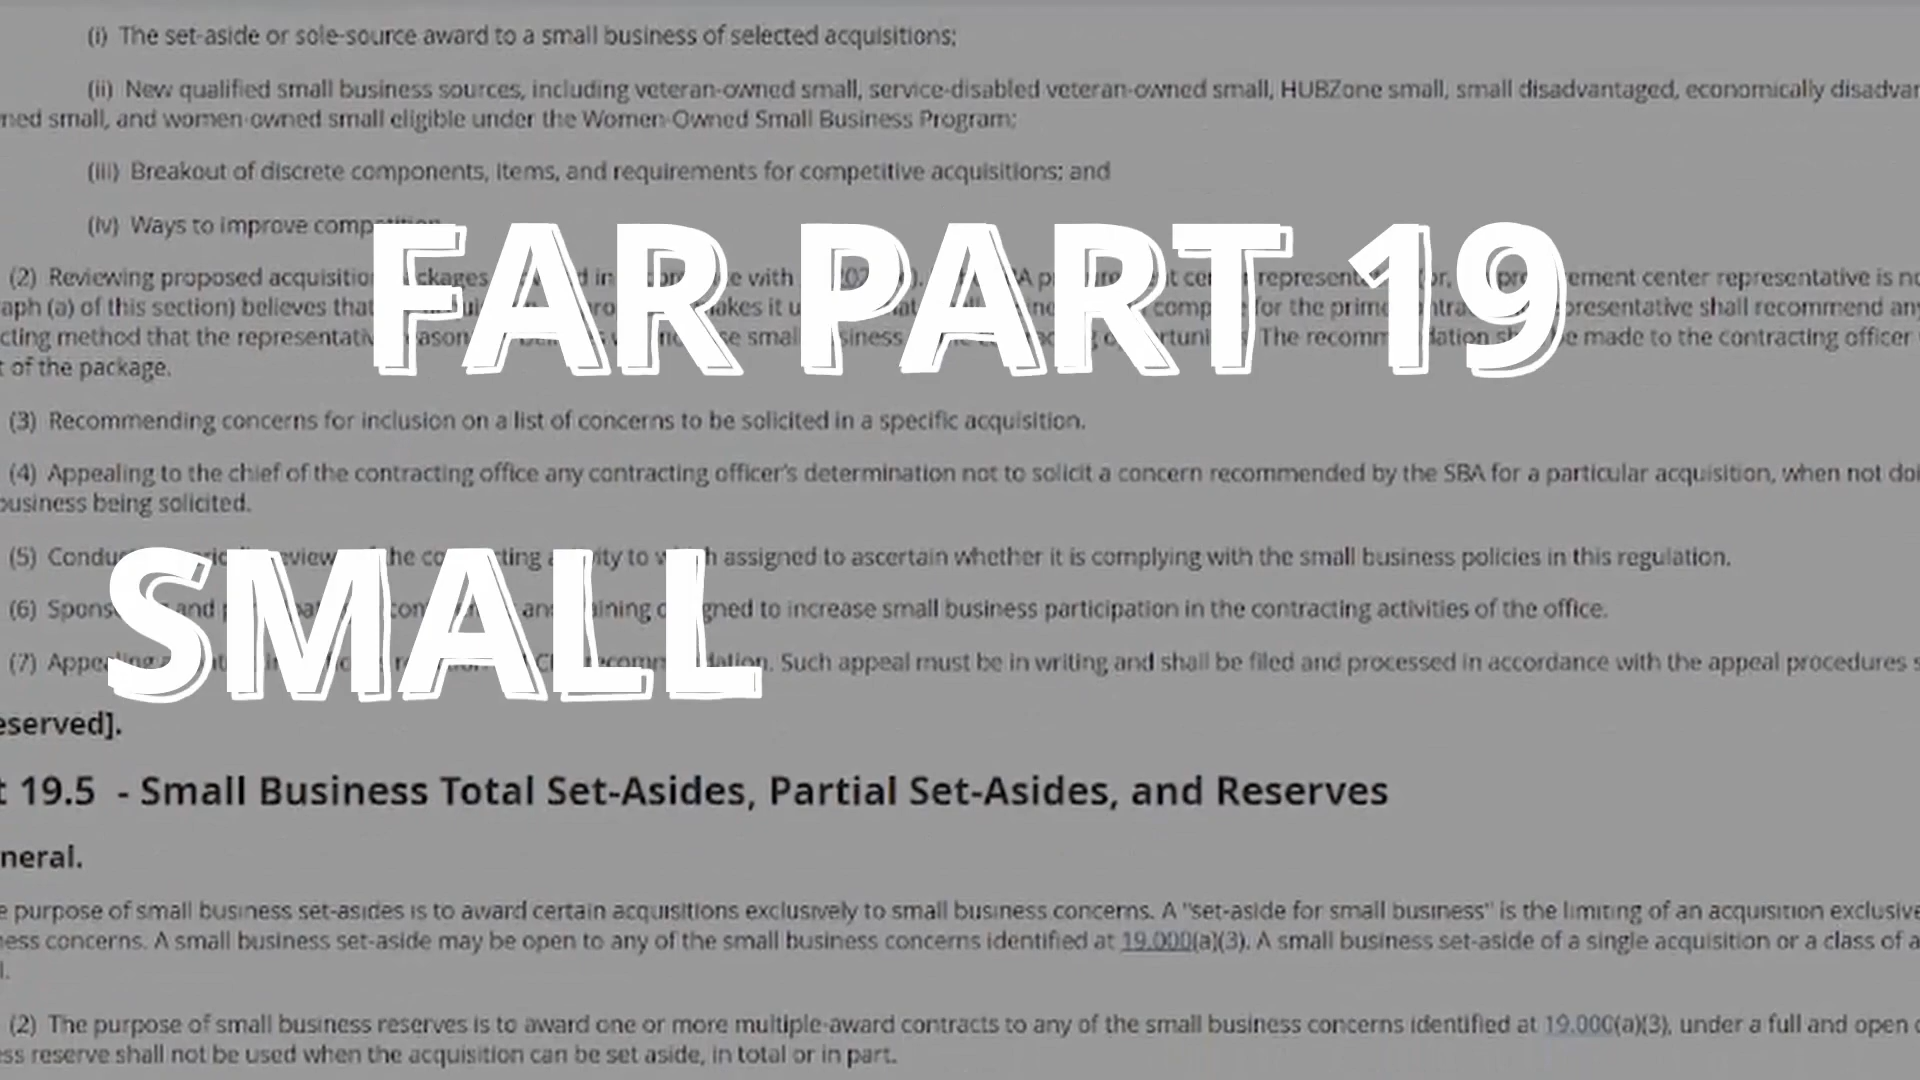 (i) The set-aside or sole-source award to a small business of selected acquisitions;
(ii) New qualified small business sources, including veteran-owned small, service-disabled veteran-owned small, HUBZone small, small disadvantaged, economically
small, and women-owned small eligible under the Women-Owned Small Business Program;
(iii) Breakout of discrete components, items, and requirements for competitive acquisitions; and
(iv) Ways to improve
FAR PART 19
(2) Reviewing proposed with representative is
(a) of this section) believes that for the prime shall recommend
method that the small The be made to the contracting officer
of the package.
(3) Recommending concerns for inclusion on a list of concerns to be solicited in a specific acquisition.
(4) Appealing to the chief of the contracting office any contracting officer's determination not to solicit a concern recommended by the SBA for a particular acquisition, when not
business being solicited.
SMALL
(5) to assigned to ascertain whether it is complying with the small business policies in this regulation.
(6) and to increase small business participation in the contracting activities of the office.
(7) Such appeal must be in writing and shall be filed and processed in accordance with the appeal procedures
19.5 - Small Business Total Set-Asides, Partial Set-Asides, and Reserves
purpose of small business set-asides is to award certain acquisitions exclusively to small business concerns. A "set-aside for small business" is the limiting of an acquisition
concerns. A small business set-aside may be open to any of the small business concerns identified at 19.000(a)(3). A small business set-aside of a single acquisition or a class of
(2) The purpose of small business reserves is to award one or more multiple-award contracts to any of the small business concerns identified at 19.000(a)(3), under a full and open
reserve shall not be used when the acquisition can be set aside, in total or in part.